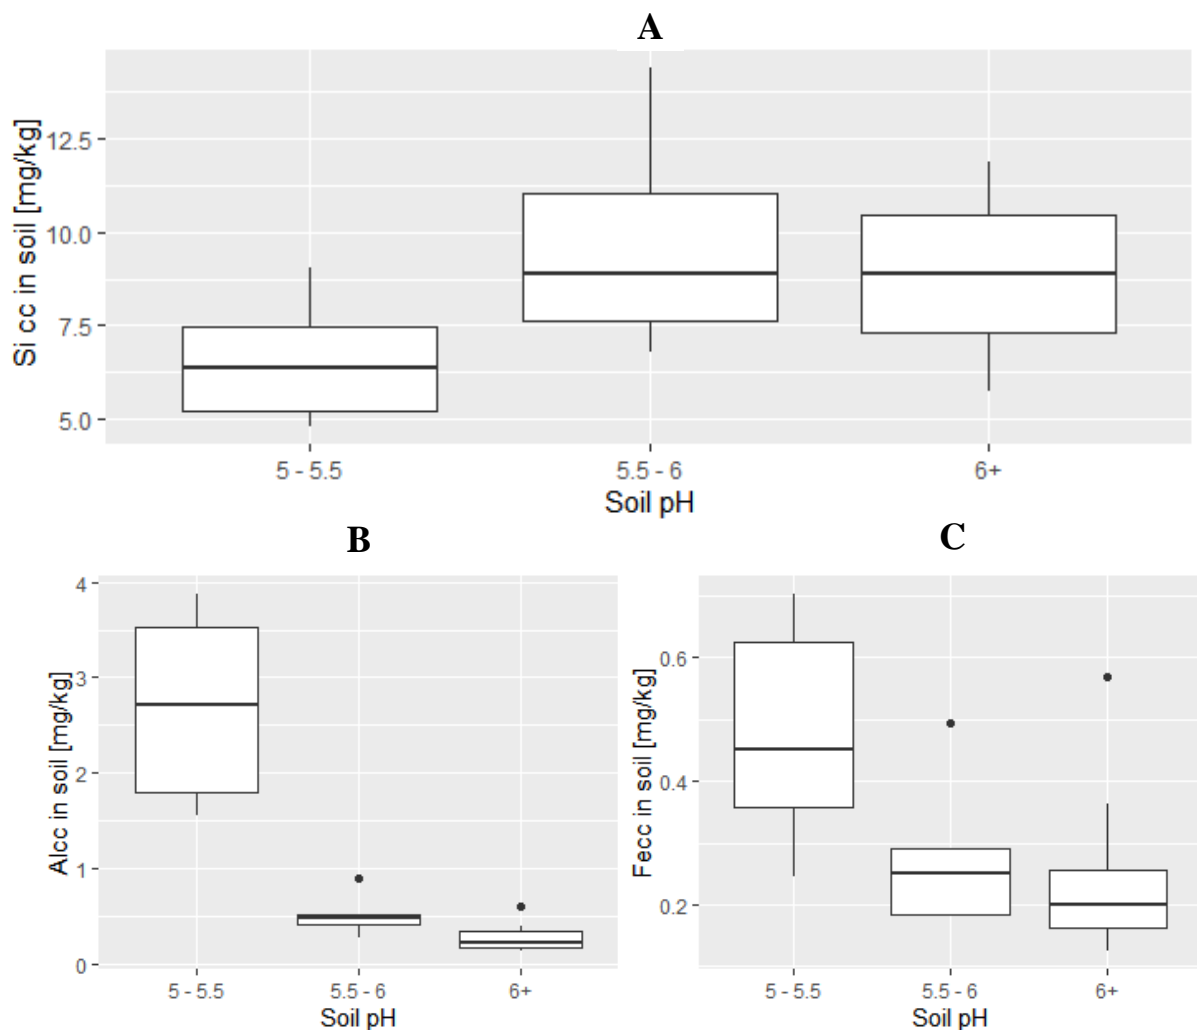 A
Si cc in soil [mg/kg]
12.5
10.0
7.5
5.0
5 - 5.5 5.5 - 6 6+
Soil pH
B
Alcc in soil [mg/kg]
4
3
2
1
0
5 - 5.5 5.5 - 6 6+
Soil pH
C
Fecc in soil [mg/kg]
0.6
0.4
0.2
5 - 5.5 5.5 - 6 6+
Soil pH